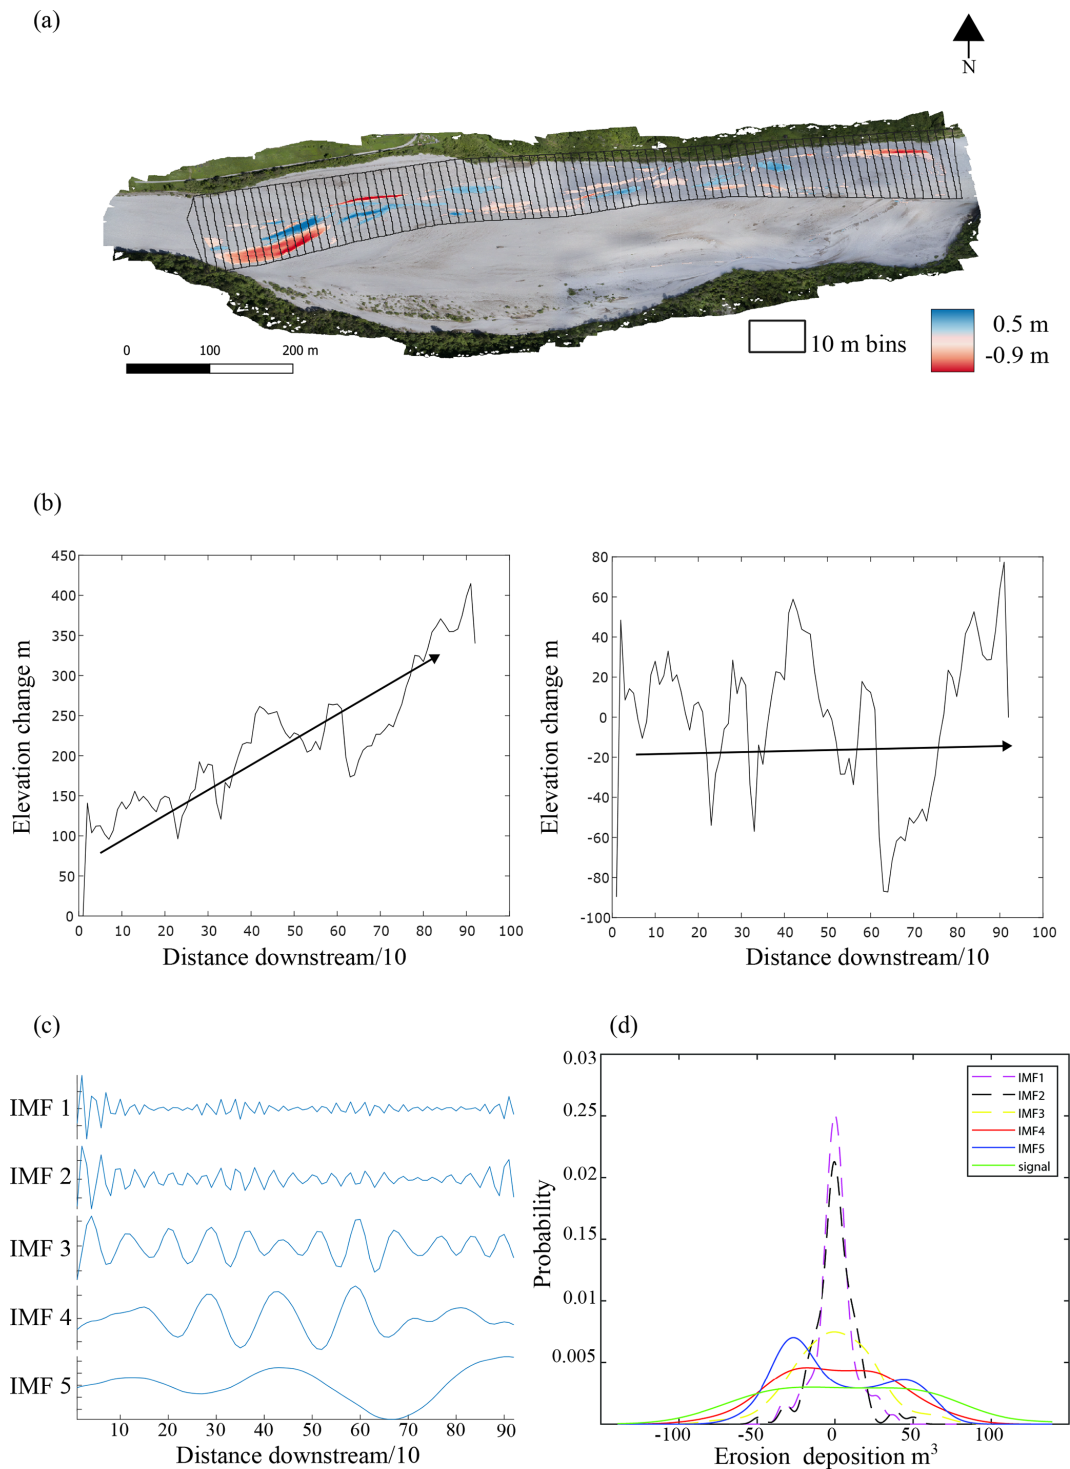 (a)
N
0 100 200 m
10 m bins
0.5 m
-0.9 m
(b)
450
400
350
300
250
200
150
100
50
0
0 10 20 30 40 50 60 70 80 90 100
Elevation change m
Distance downstream/10
80
60
40
20
0
-20
-40
-60
-80
-100
0 10 20 30 40 50 60 70 80 90 100
Elevation change m
Distance downstream/10
(c)
IMF 1
IMF 2
IMF 3
IMF 4
IMF 5
10 20 30 40 50 60 70 80 90
Distance downstream/10
(d)
0.03
0.25
0.02
0.15
0.01
0.005
Probability
IMF1
IMF2
IMF3
IMF4
IMF5
signal
-100 -50 0 50 100
Erosion deposition m³